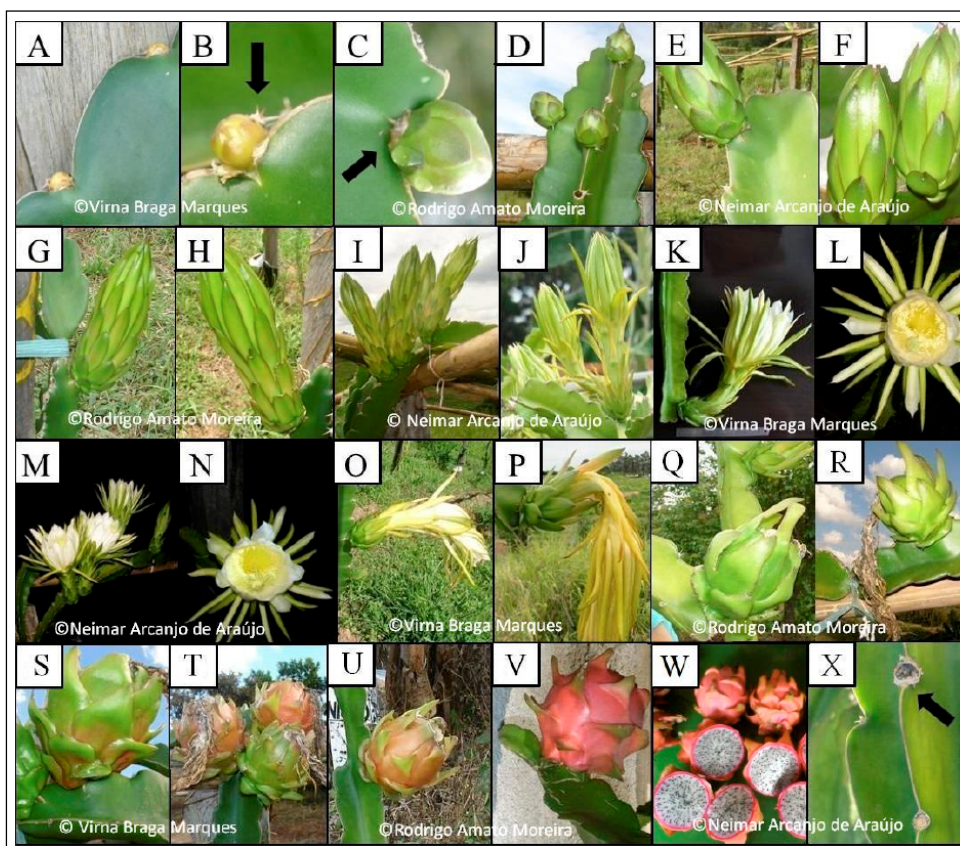 A B C D E F
©Virna Braga Marques ©Rodrigo Amato Moreira ©Neimar Arcanjo de Araújo
G H I J K L
©Rodrigo Amato Moreira © Neimar Arcanjo de Araújo ©Virna Braga Marques
M N O P Q R
©Neimar Arcanjo de Araújo ©Virna Braga Marques ©Rodrigo Amato Moreira
S T U V W X
© Virna Braga Marques ©Rodrigo Amato Moreira ©Neimar Arcanjo de Araújo